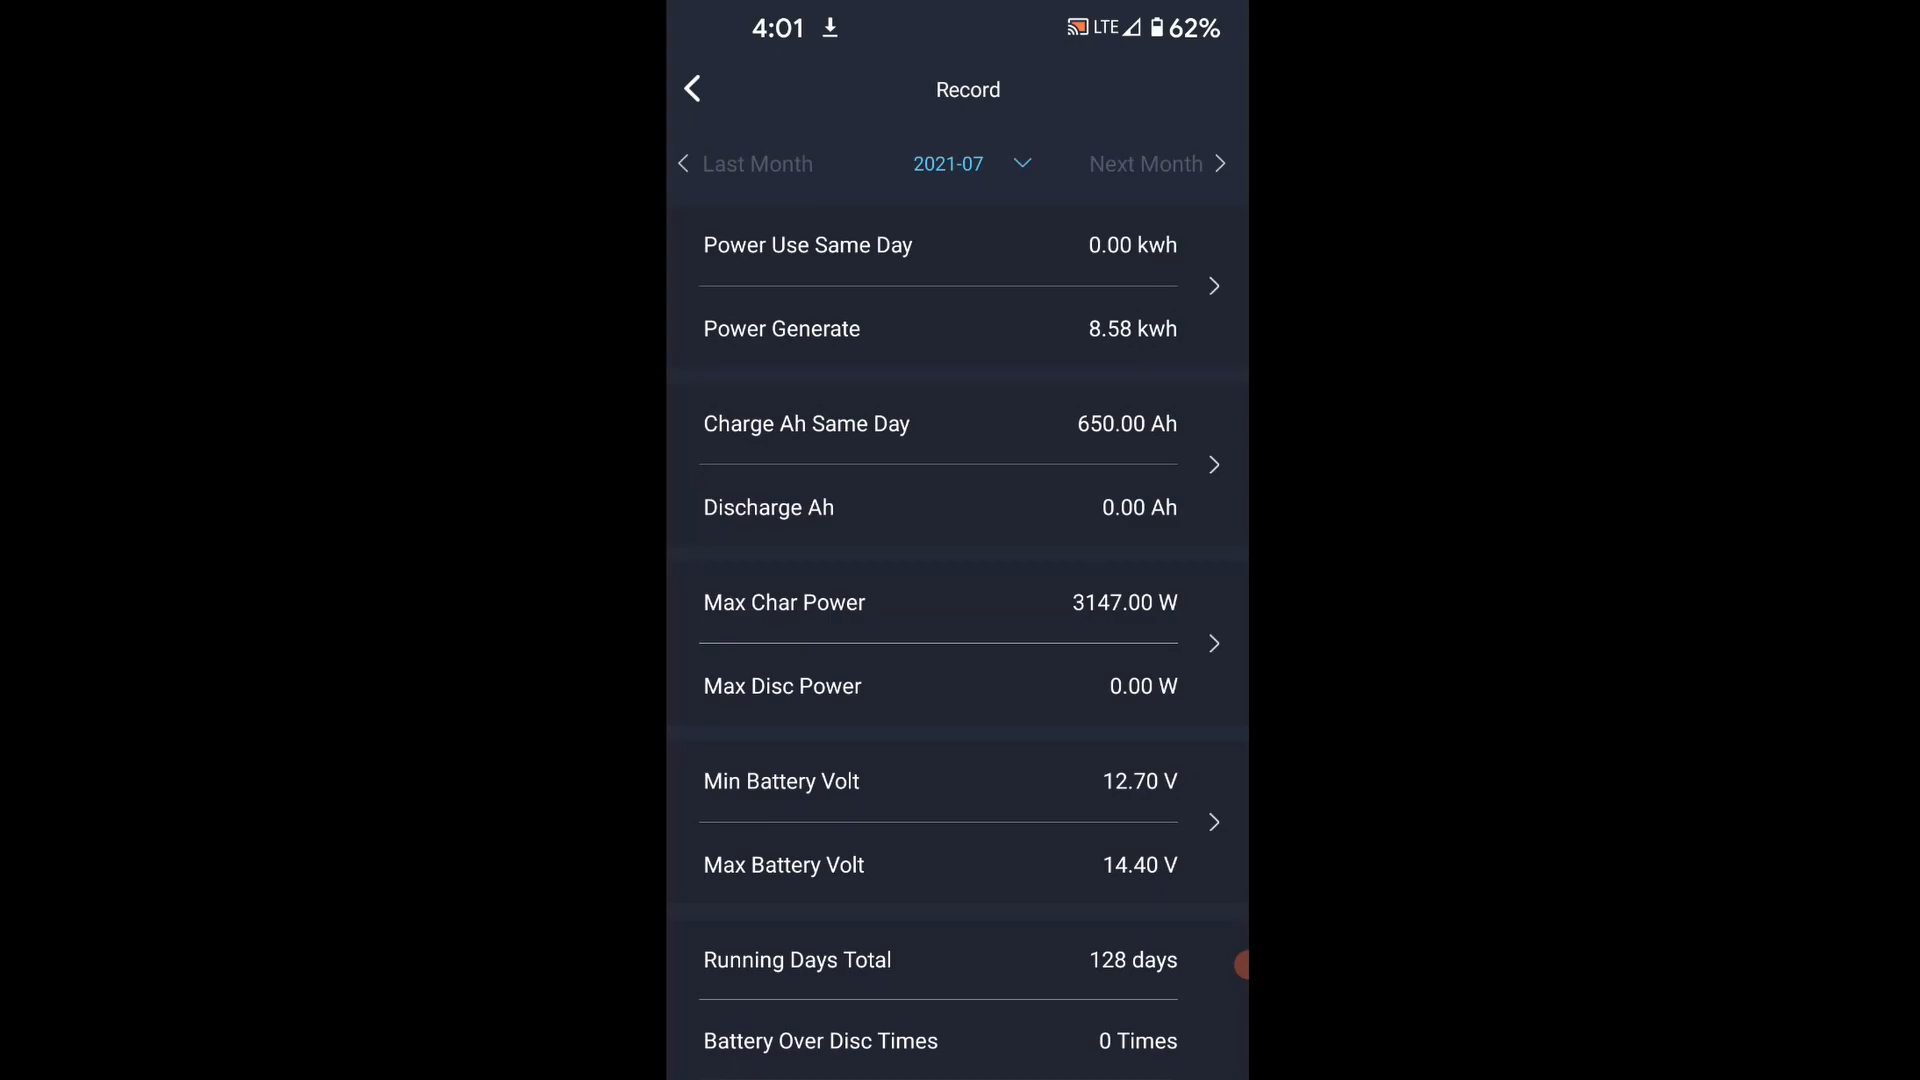 4:01 LTE 62%
Record
Last Month 2021-07 Next Month
Power Use Same Day 0.00 kwh
Power Generate 8.58 kwh
Charge Ah Same Day 650.00 Ah
Discharge Ah 0.00 Ah
Max Char Power 3147.00 W
Max Disc Power 0.00 W
Min Battery Volt 12.70 V
Max Battery Volt 14.40 V
Running Days Total 128 days
Battery Over Disc Times 0 Times